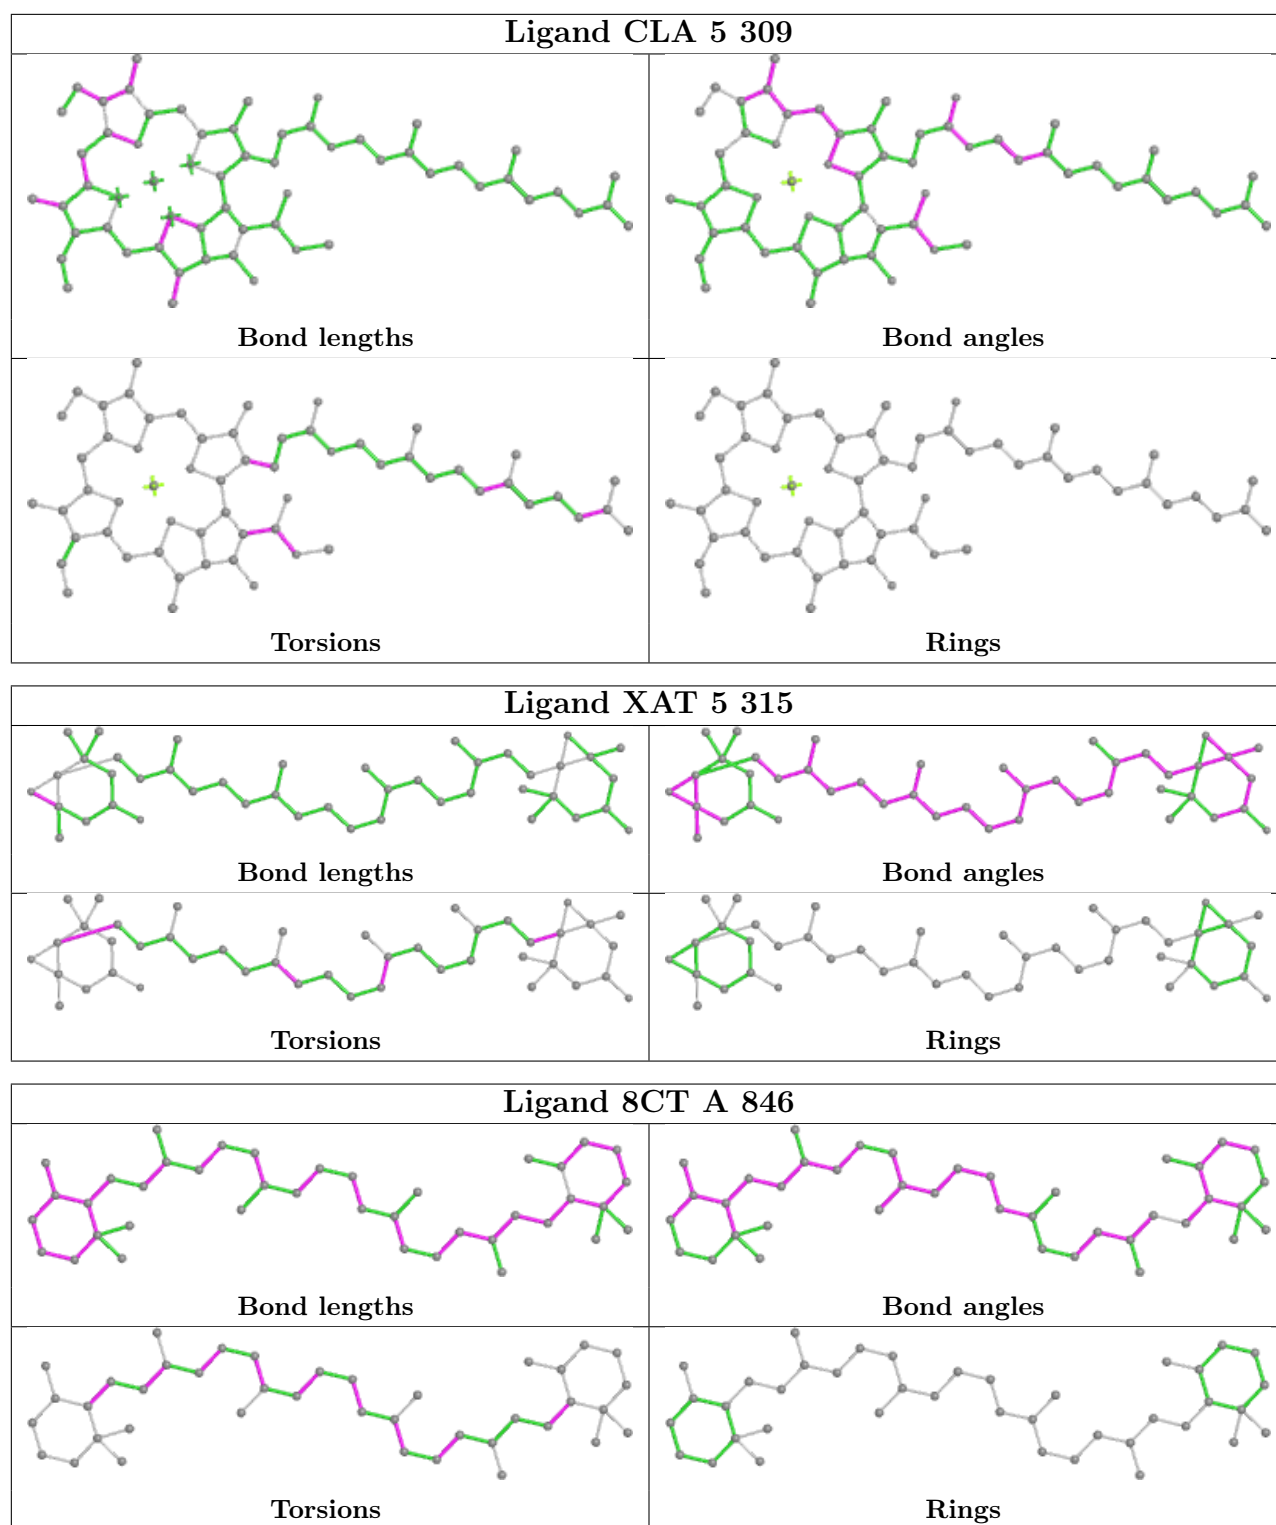 Ligand CLA 5 309
Bond lengths
Bond angles
Torsions
Rings
Ligand XAT 5 315
Bond lengths
Bond angles
Torsions
Rings
Ligand 8CT A 846
Bond lengths
Bond angles
Torsions
Rings